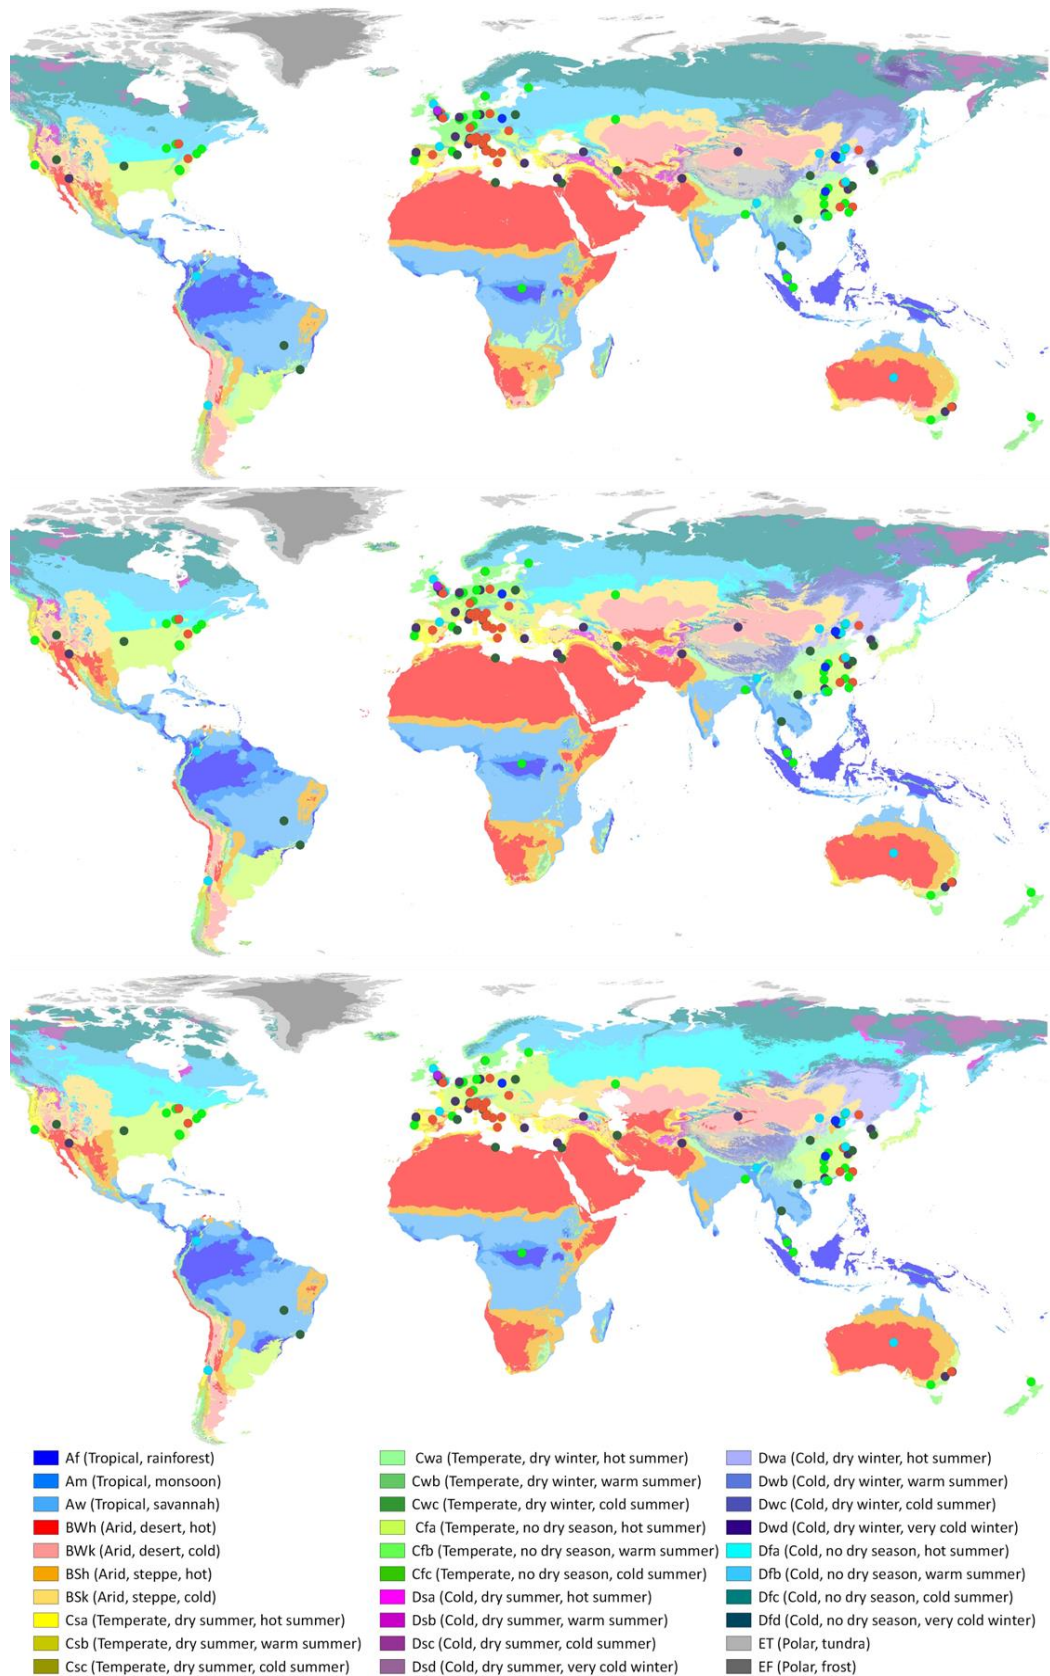 Af (Tropical, rainforest)
Am (Tropical, monsoon)
Aw (Tropical, savannah)
BWh (Arid, desert, hot)
BWk (Arid, desert, cold)
BSh (Arid, steppe, hot)
BSk (Arid, steppe, cold)
Csa (Temperate, dry summer, hot summer)
Csb (Temperate, dry summer, warm summer)
Csc (Temperate, dry summer, cold summer)
Cwa (Temperate, dry winter, hot summer)
Cwb (Temperate, dry winter, warm summer)
Cwc (Temperate, dry winter, cold summer)
Cfa (Temperate, no dry season, hot summer)
Cfb (Temperate, no dry season, warm summer)
Cfc (Temperate, no dry season, cold summer)
Dsa (Cold, dry summer, hot summer)
Dsb (Cold, dry summer, warm summer)
Dsc (Cold, dry summer, cold summer)
Dsd (Cold, dry summer, very cold winter)
Dwa (Cold, dry winter, hot summer)
Dwb (Cold, dry winter, warm summer)
Dwc (Cold, dry winter, cold summer)
Dwd (Cold, dry winter, very cold winter)
Dfa (Cold, no dry season, hot summer)
Dfb (Cold, no dry season, warm summer)
Dfc (Cold, no dry season, cold summer)
Dfd (Cold, no dry season, very cold winter)
ET (Polar, tundra)
EF (Polar, frost)